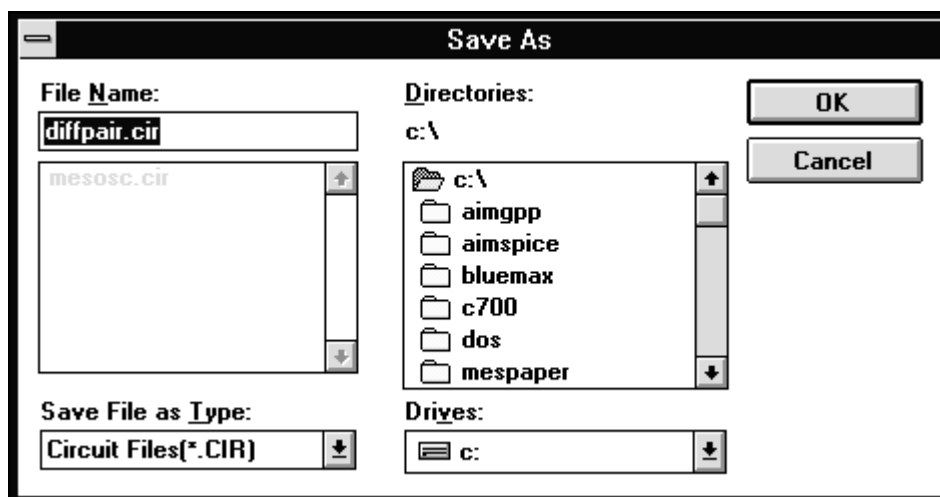 Save As
File Name:
diffpair.cir
mesosc.cir
Save File as Type:
Circuit Files(*.CIR)
Directories:
c:\
c:\
aimgpp
aimspice
bluemax
c700
dos
mespaper
Drives:
c:
OK
Cancel